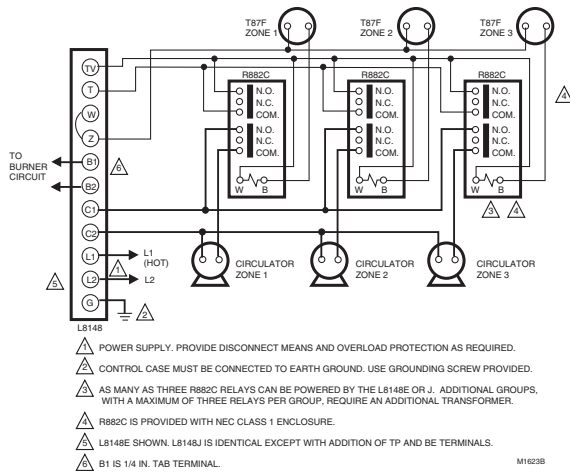 T87F
ZONE 1
T87F
ZONE 2
T87F
ZONE 3
R882C
R882C
R882C
4
TV
T
W
Z
B1
B2
C1
C2
L1
L2
G
N.O.
N.C.
COM.
N.O.
N.C.
COM.
W B
N.O.
N.C.
COM.
N.O.
N.C.
COM.
W B
N.O.
N.C.
COM.
N.O.
N.C.
COM.
W B
TO
BURNER
CIRCUIT
6
3
4
L1
(HOT)
1
L2
5
2
CIRCULATOR
ZONE 1
CIRCULATOR
ZONE 2
CIRCULATOR
ZONE 3
L8148
1 POWER SUPPLY. PROVIDE DISCONNECT MEANS AND OVERLOAD PROTECTION AS REQUIRED.
2 CONTROL CASE MUST BE CONNECTED TO EARTH GROUND. USE GROUNDING SCREW PROVIDED.
3 AS MANY AS THREE R882C RELAYS CAN BE POWERED BY THE L8148E OR J. ADDITIONAL GROUPS,
WITH A MAXIMUM OF THREE RELAYS PER GROUP, REQUIRE AN ADDITIONAL TRANSFORMER.
4 R882C IS PROVIDED WITH NEC CLASS 1 ENCLOSURE.
5 L8148E SHOWN. L8148J IS IDENTICAL EXCEPT WITH ADDITION OF TP AND BE TERMINALS.
6 B1 IS 1/4 IN. TAB TERMINAL.
M1623B